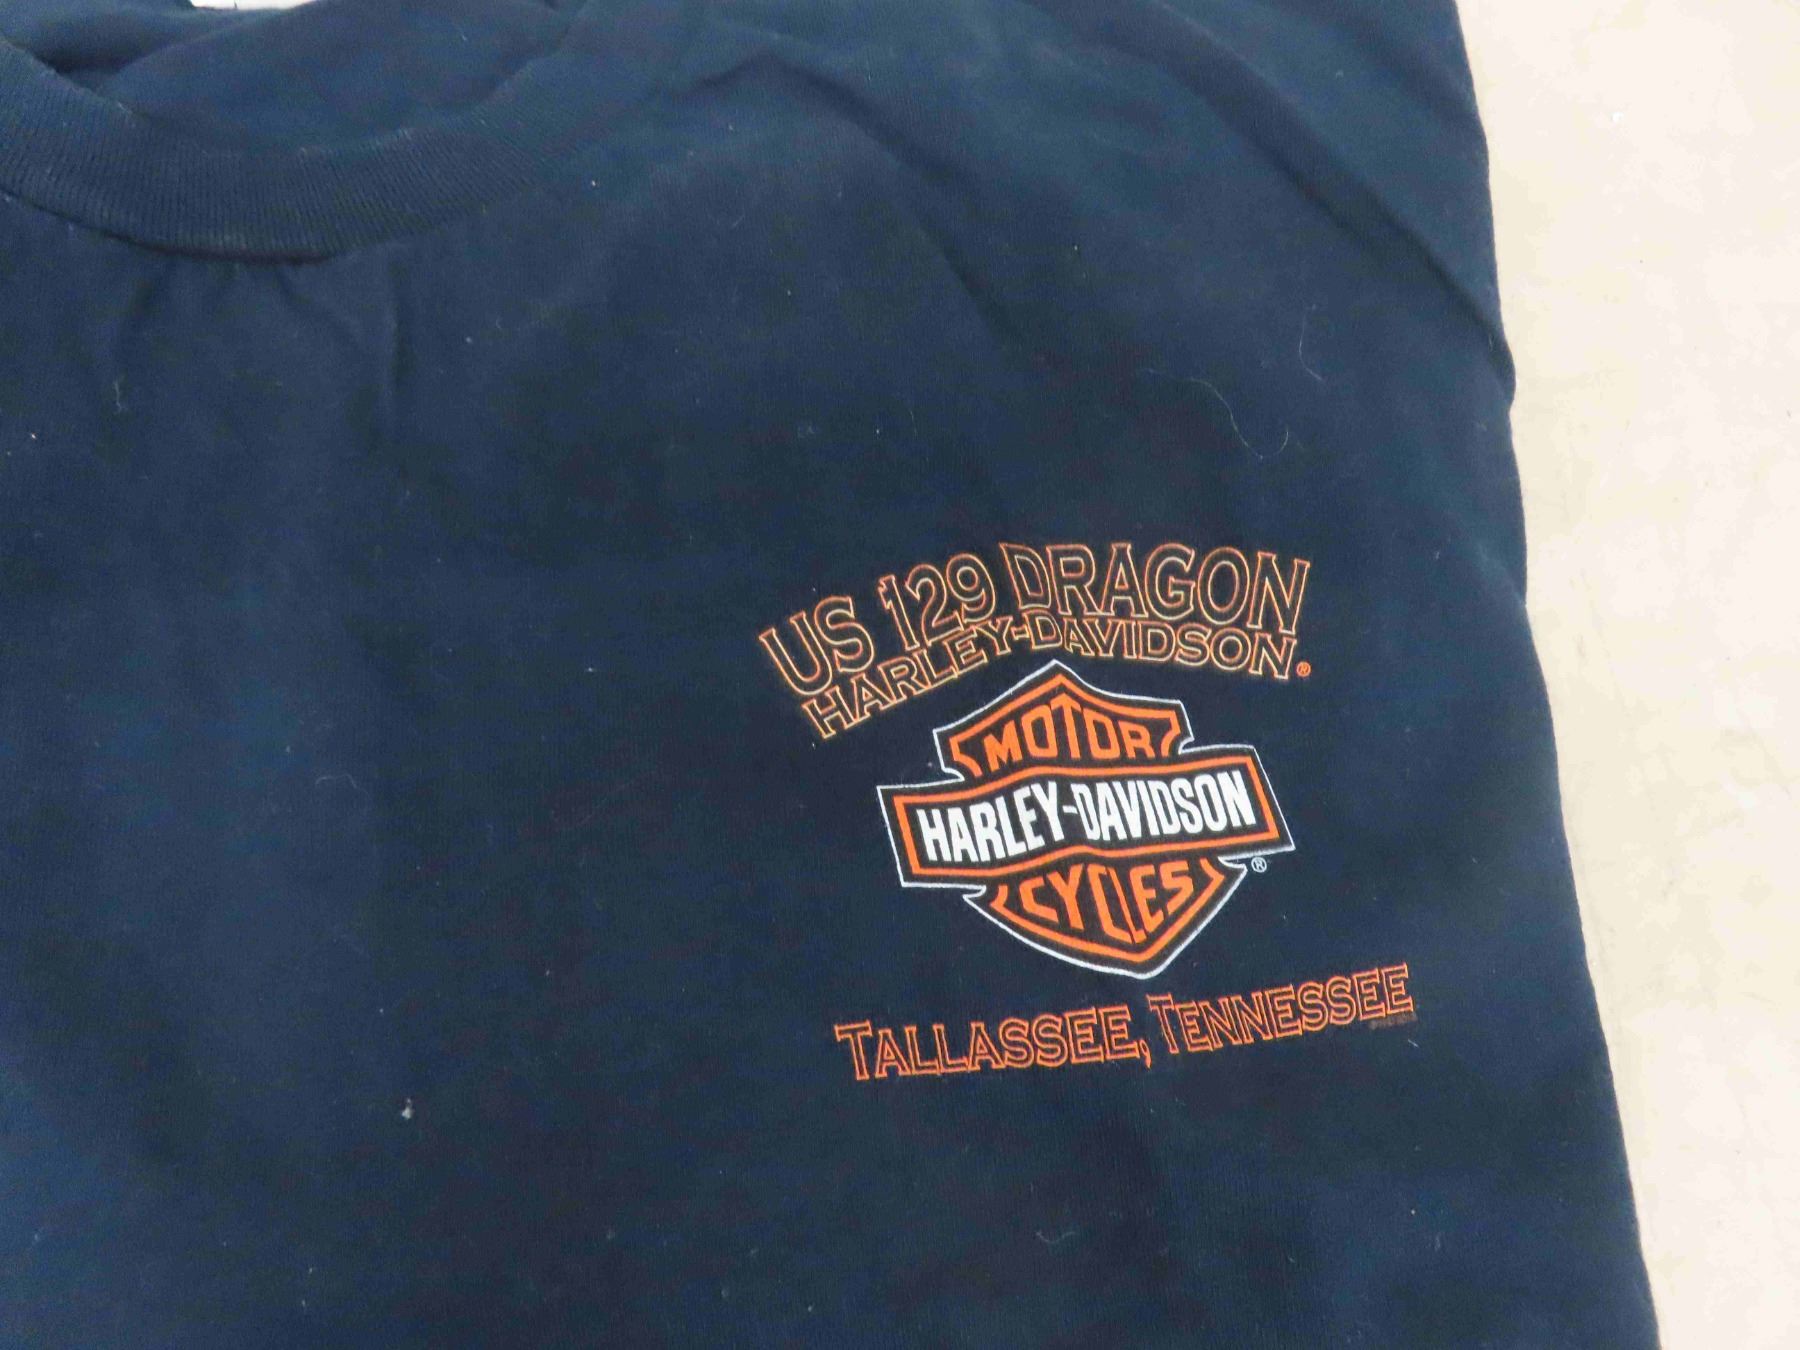 US 129 DRAGON
HARLEY-DAVIDSON®
MOTOR
HARLEY-DAVIDSON
CYCLES
®
TALLASSEE, TENNESSEE